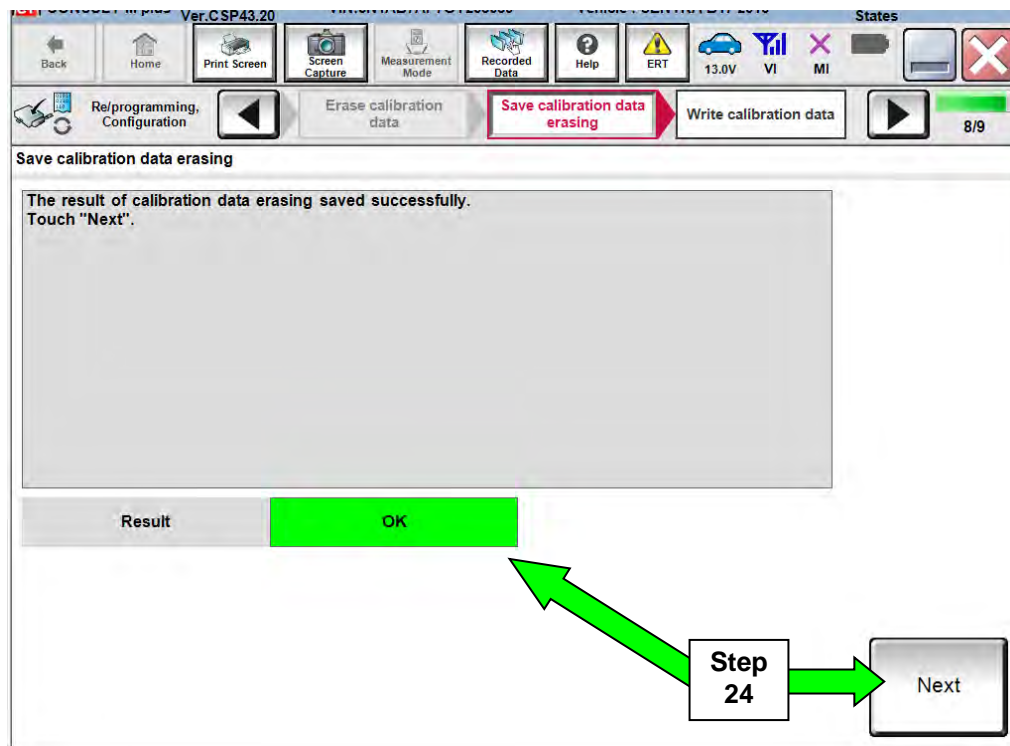 Ver.CSP43.20
States
Back
Home
Print Screen
Screen
Capture
Measurement
Mode
Recorded
Data
Help
ERT
13.0V
VI
MI
Re/programming,
Configuration
Erase calibration
data
Save calibration data
erasing
Write calibration data
8/9
Save calibration data erasing
The result of calibration data erasing saved successfully.
Touch "Next".
Result
OK
Step
24
Next